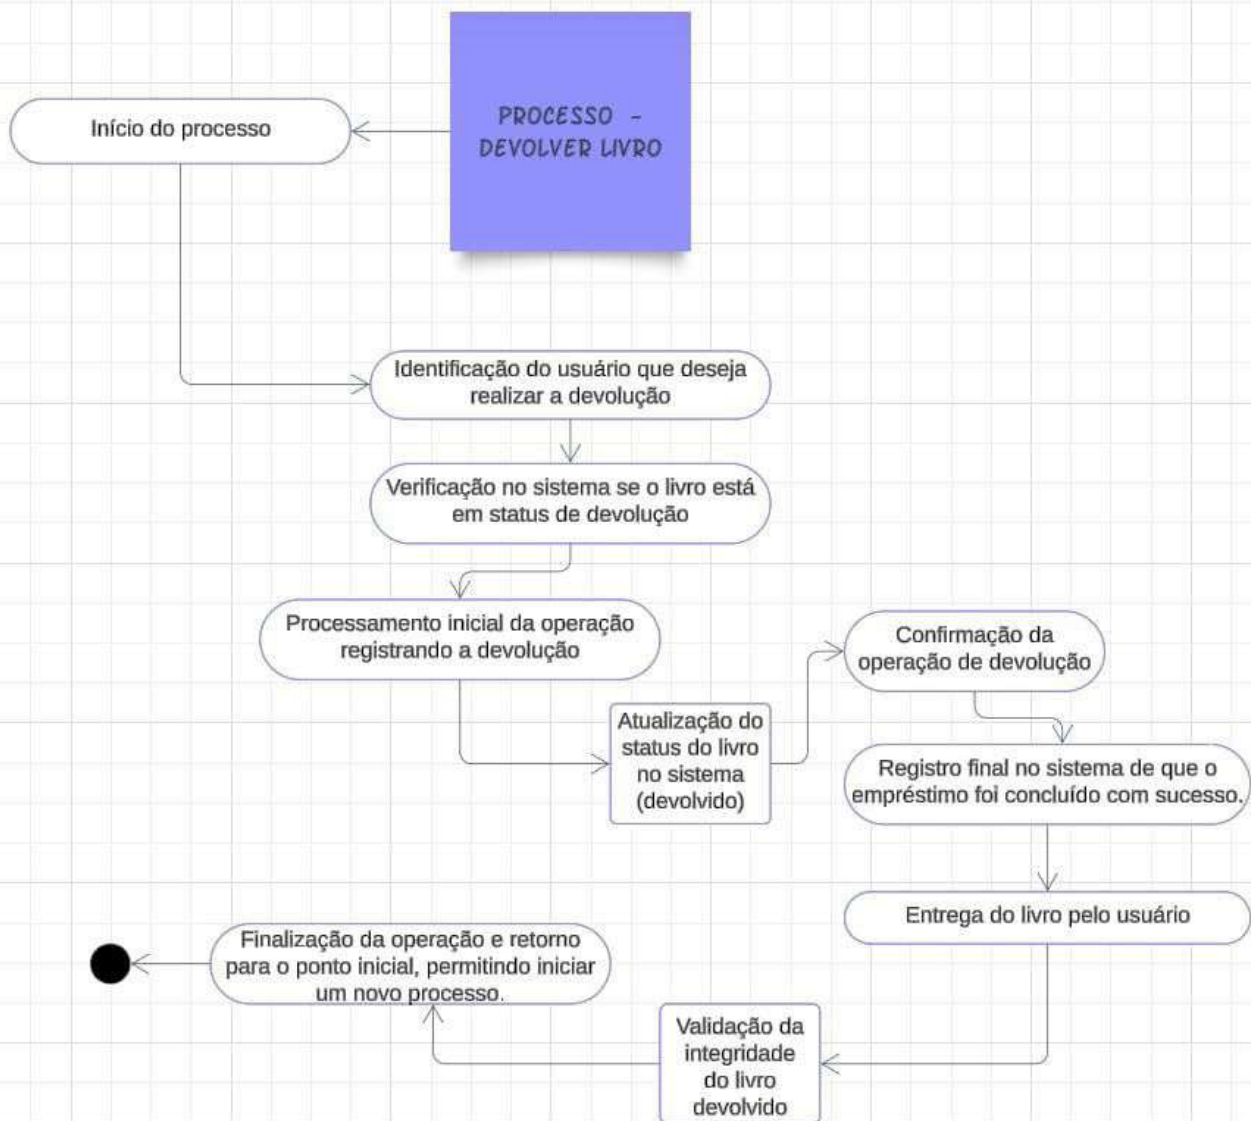 PROCESSO -
DEVOLVER LIVRO
Início do processo
Identificação do usuário que deseja
realizar a devolução
Verificação no sistema se o livro está
em status de devolução
Processamento inicial da operação
registrando a devolução
Atualização do
status do livro
no sistema
(devolvido)
Confirmação da
operação de devolução
Registro final no sistema de que o
empréstimo foi concluído com sucesso.
Entrega do livro pelo usuário
Validação da
integridade
do livro
devolvido
Finalização da operação e retorno
para o ponto inicial, permitindo iniciar
um novo processo.